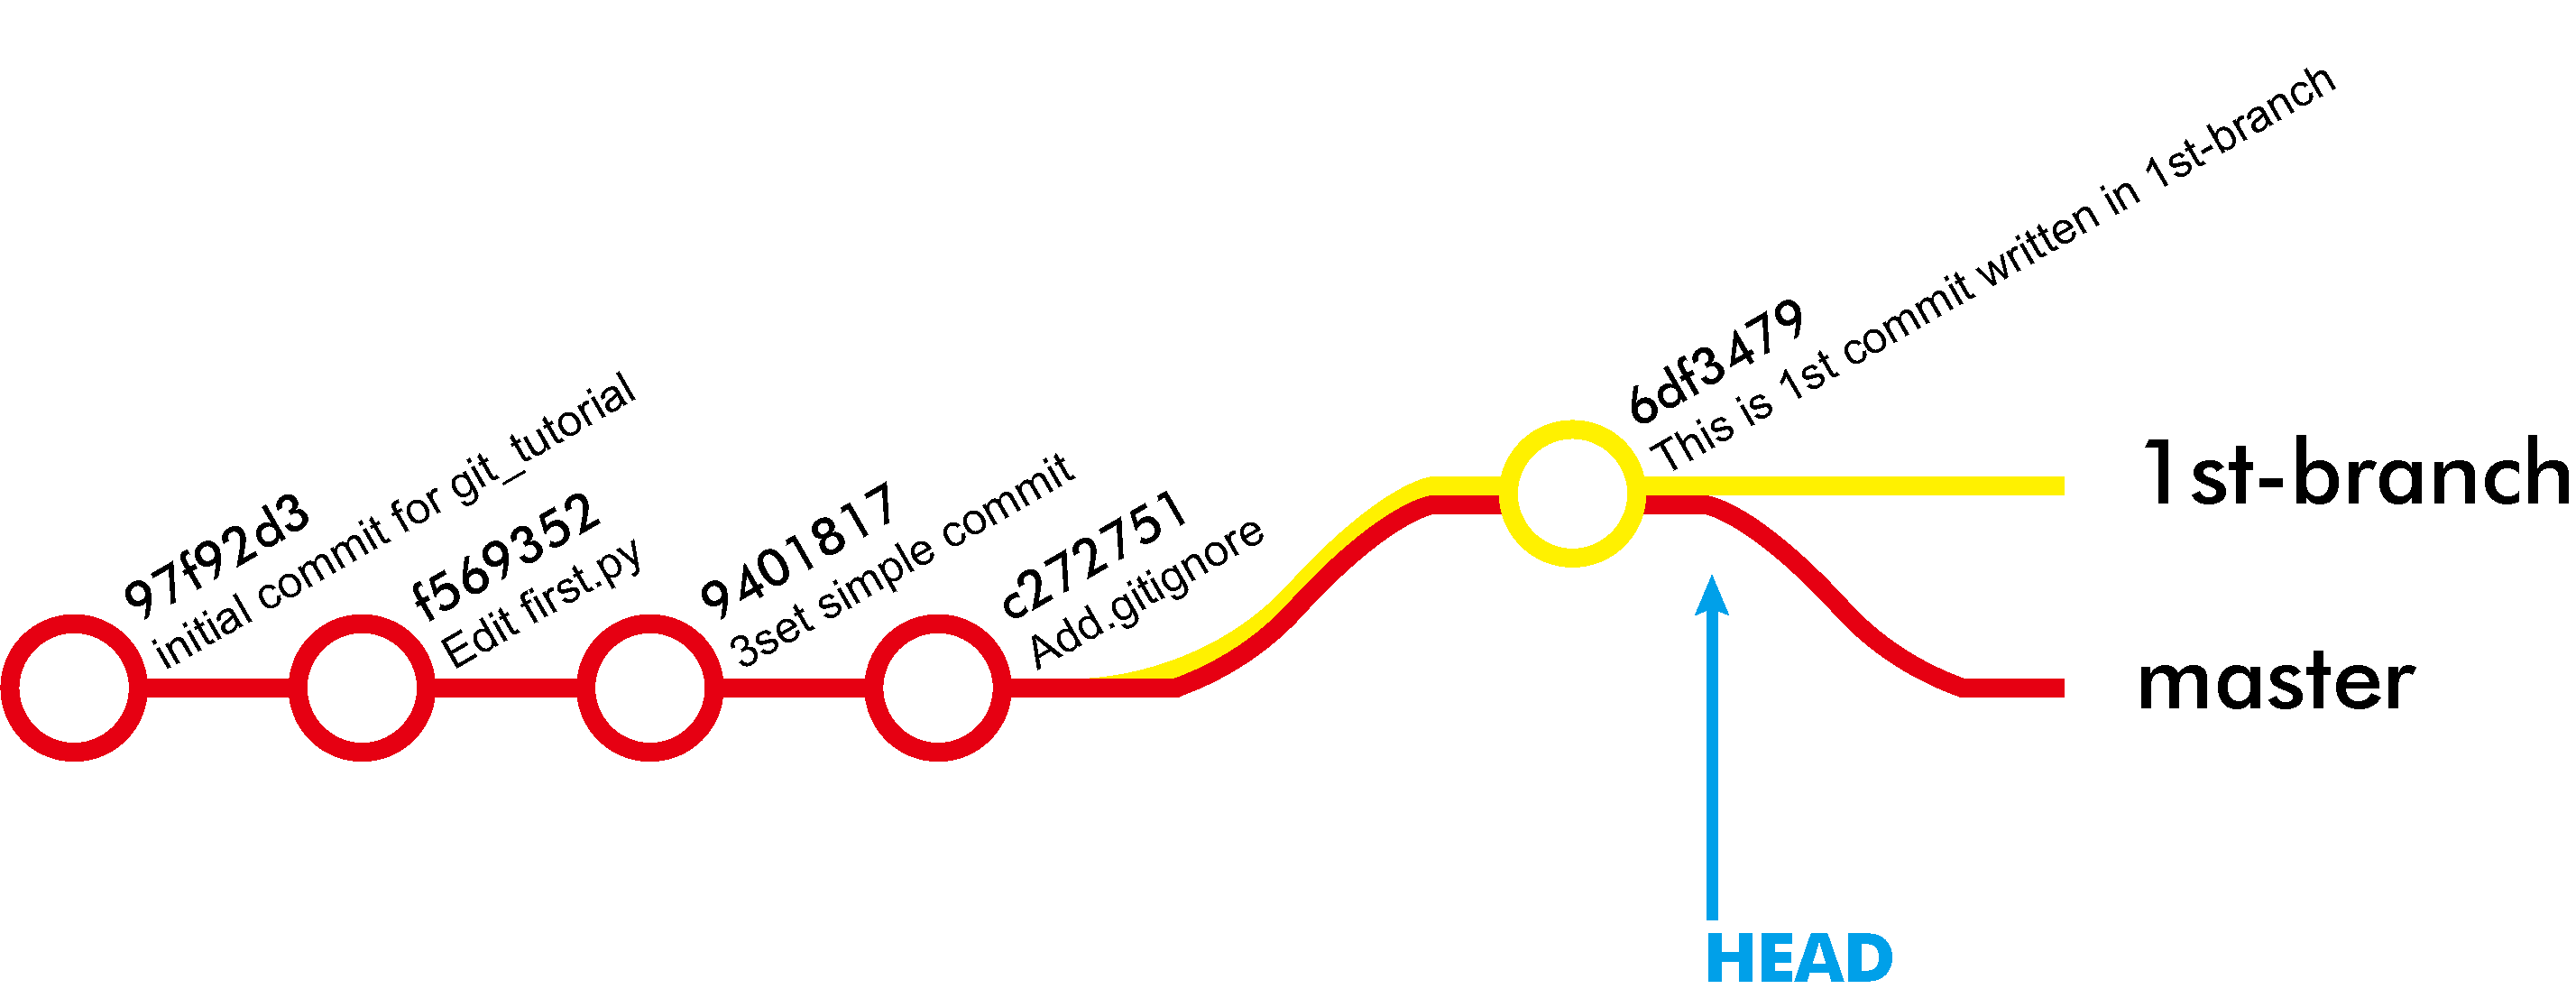 97f92d3
initial commit for git_tutorial
f569352
Edit first.py
9401817
3set simple commit
c272751
Add.gitignore
6df3479
This is 1st commit written in 1st-branch
1st-branch
master
HEAD